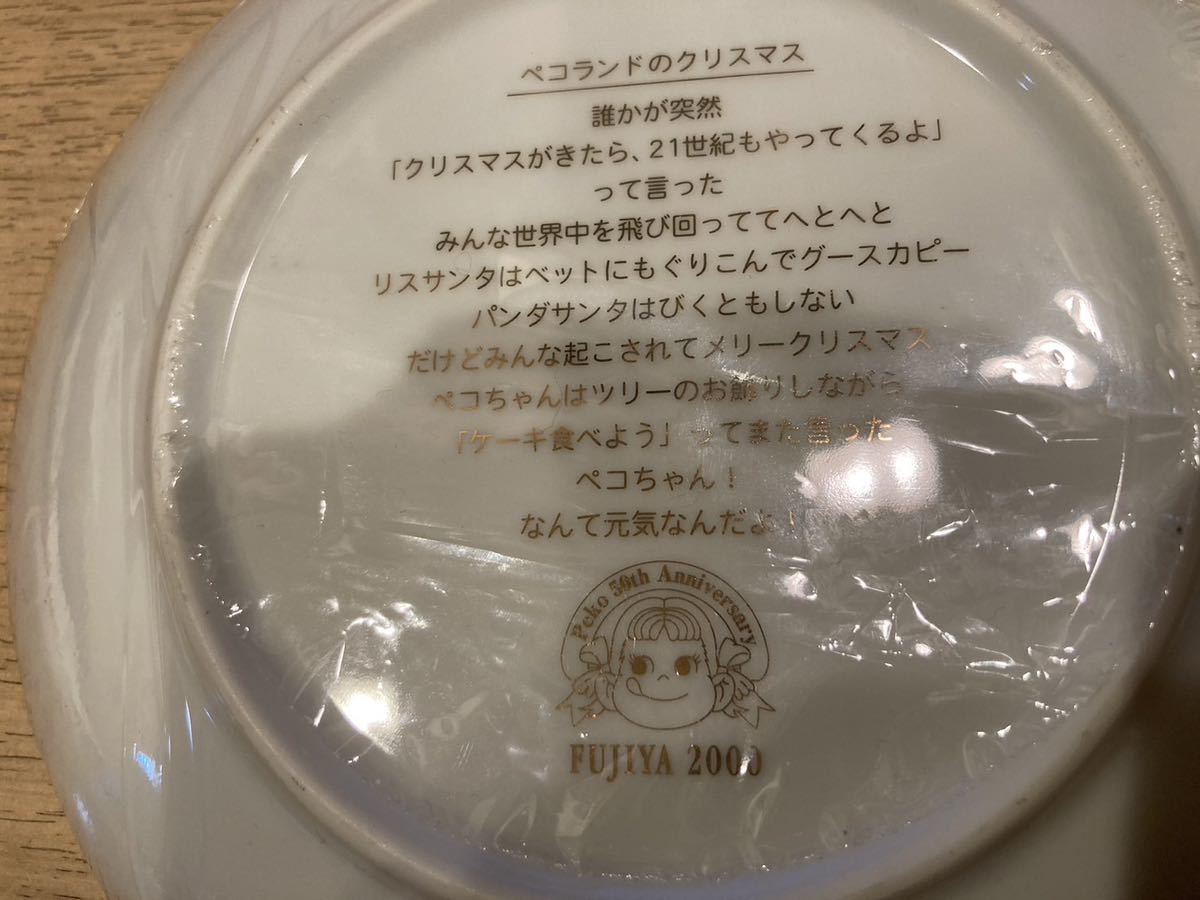 ペコランドのクリスマス
誰かが突然
「クリスマスがきたら、21世紀もやってくるよ」
って言った
みんな世界中を飛び回っててへとへと
リスサンタはベットにもぐりこんでグースカピー
パンダサンタはびくともしない
だけどみんな起こされてメリークリスマス
ペコちゃんはツリーのお飾りしながら
「ケーキ食べよう」ってまた言った
ペコちゃん！
なんて元気なんだよ！
Peko 50th Anniversary
FUJIYA 2000